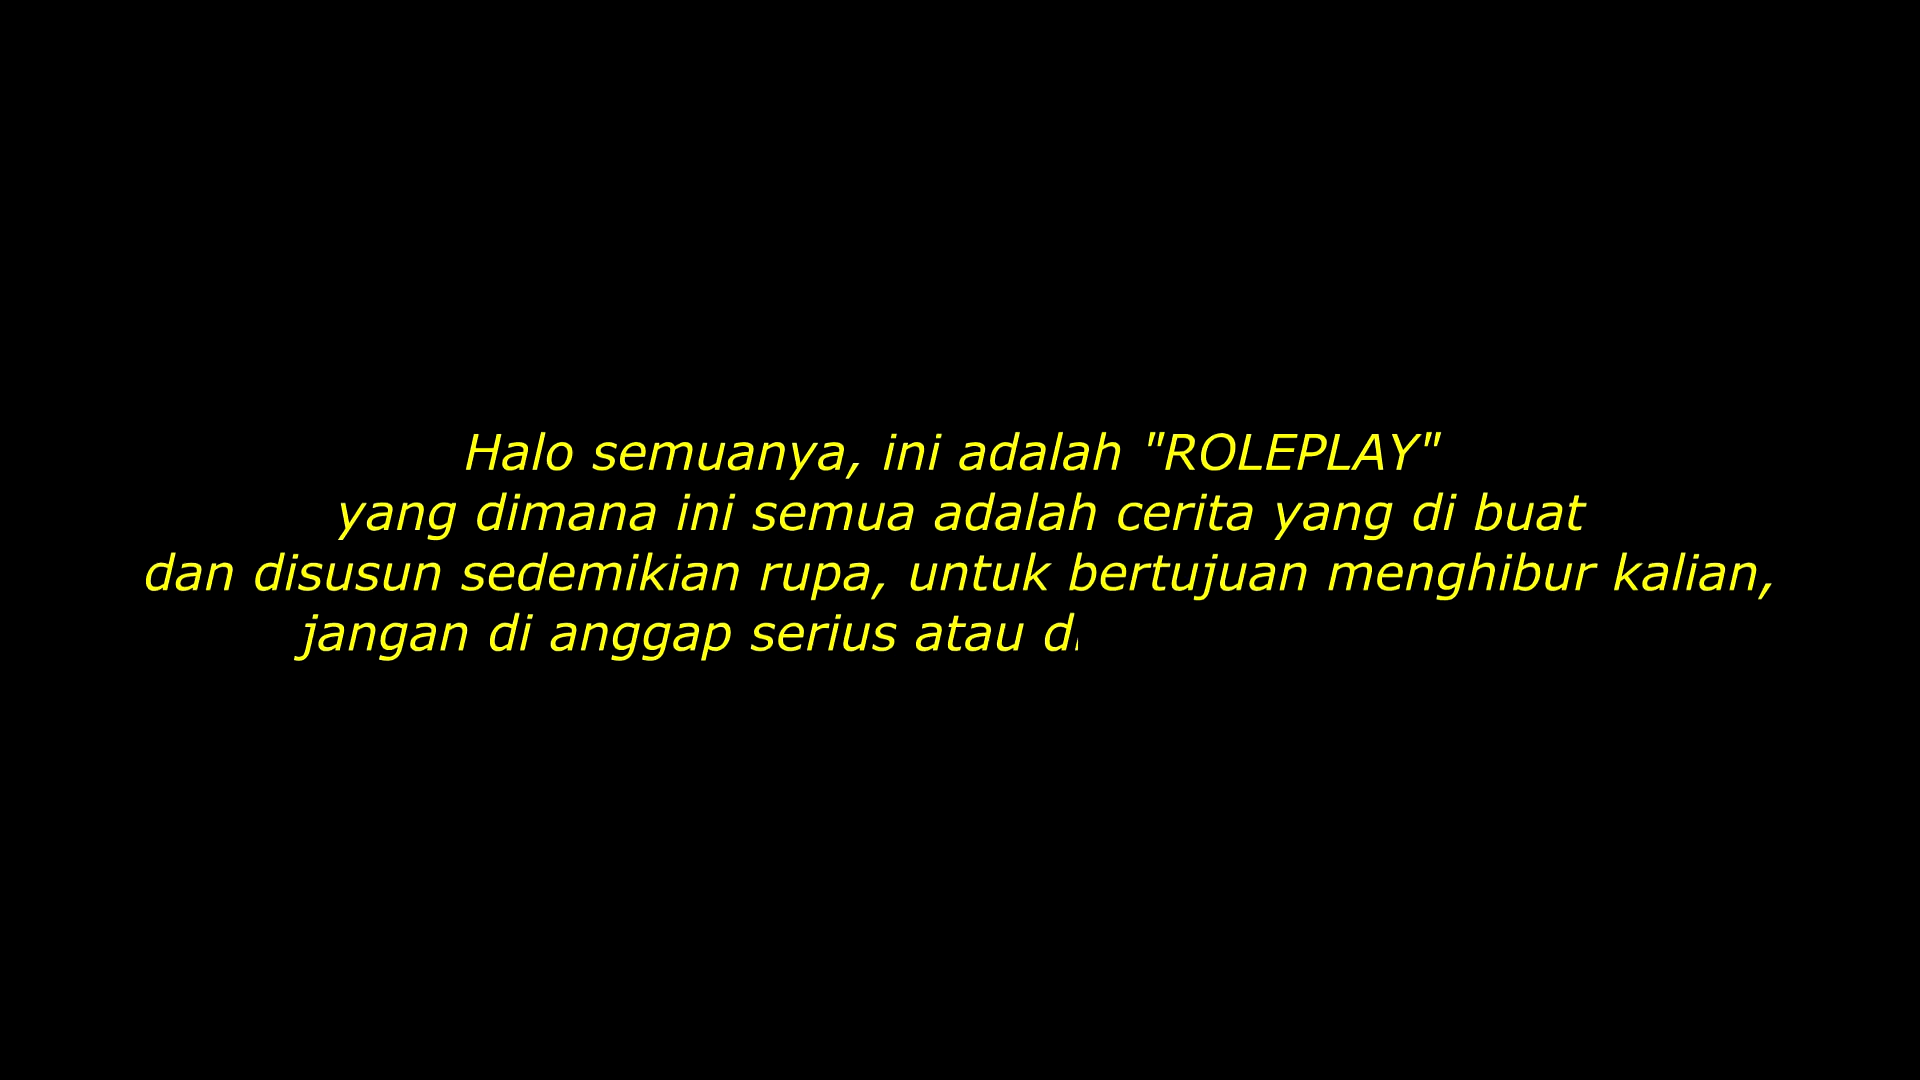 Halo semuanya, ini adalah "ROLEPLAY"
yang dimana ini semua adalah cerita yang di buat
dan disusun sedemikian rupa, untuk bertujuan menghibur kalian,
jangan di anggap serius atau